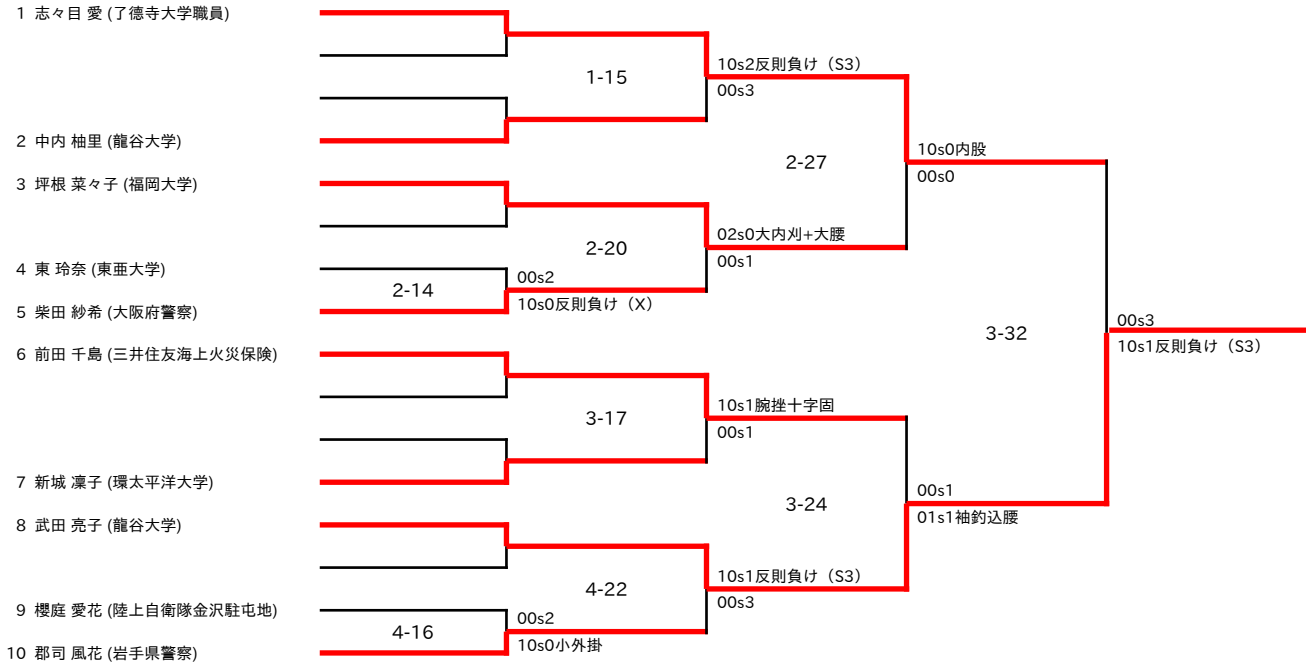 1 志々目 愛 (了德寺大学職員)
10s2反則負け（S3）
1-15
00s3
2 中内 柚里 (龍谷大学)
10s0内股
2-27
00s0
3 坪根 菜々子 (福岡大学)
02s0大内刈+大腰
2-20
00s1
4 東 玲奈 (東亜大学)
00s2
2-14
10s0反則負け（X）
5 柴田 紗希 (大阪府警察)
00s3
3-32
10s1反則負け（S3）
6 前田 千島 (三井住友海上火災保険)
10s1腕挫十字固
3-17
00s1
7 新城 凜子 (環太平洋大学)
00s1
3-24
01s1袖釣込腰
8 武田 亮子 (龍谷大学)
10s1反則負け（S3）
4-22
00s3
9 櫻庭 愛花 (陸上自衛隊金沢駐屯地)
00s2
4-16
10s0小外掛
10 郡司 風花 (岩手県警察)